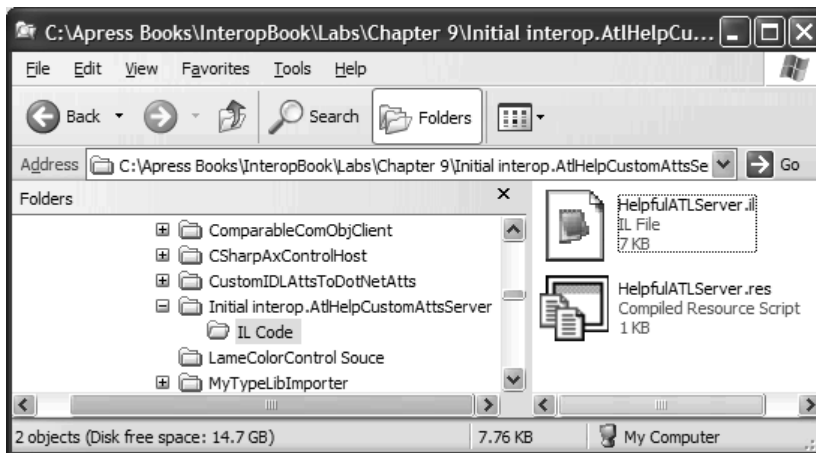 C:\Apress Books\InteropBook\Labs\Chapter 9\Initial interop.AtlHelpCu...
File Edit View Favorites Tools Help
Back Search Folders
Address C:\Apress Books\InteropBook\Labs\Chapter 9\Initial interop.AtlHelpCustomAttsSe Go
Folders
ComparableComObjClient
CSharpAxControlHost
CustomIDLAttsToDotNetAtts
Initial interop.AtlHelpCustomAttsServer
IL Code
LameColorControl Souce
MyTypeLibImporter
HelpfulATLServer.il
IL File
7 KB
HelpfulATLServer.res
Compiled Resource Script
1 KB
2 objects (Disk free space: 14.7 GB) 7.76 KB My Computer